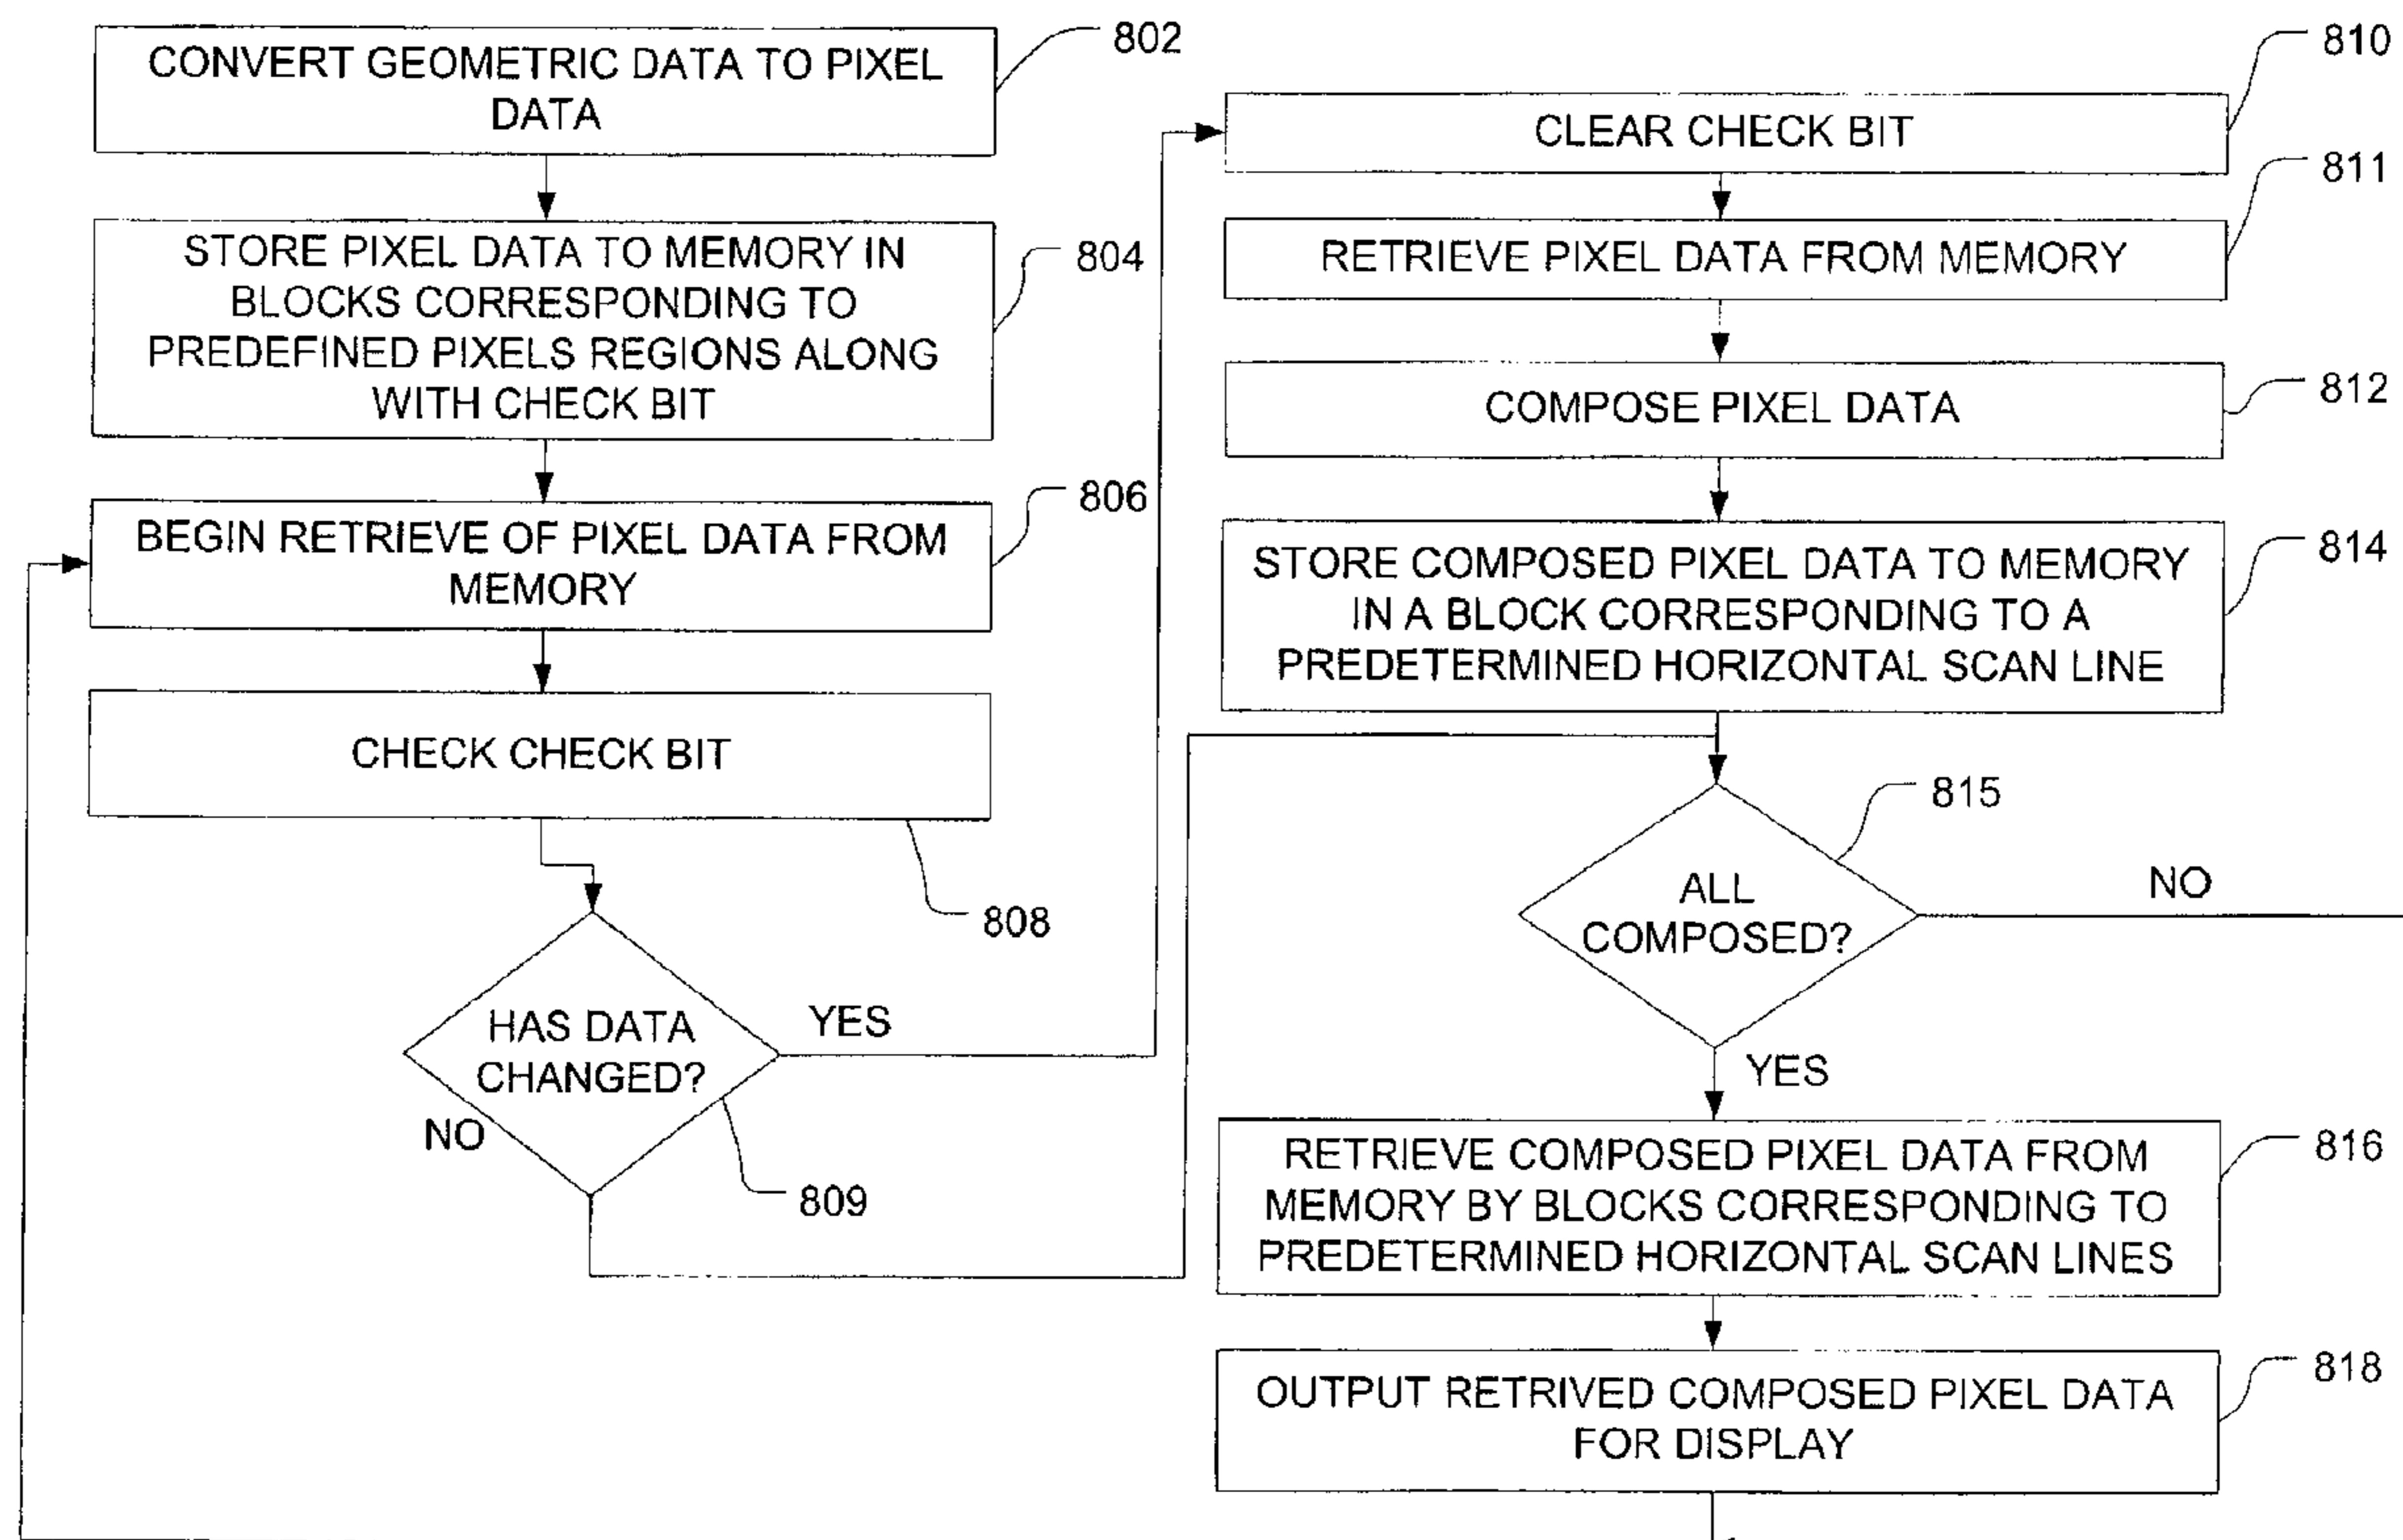 CONVERT GEOMETRIC DATA TO PIXEL
DATA
802
STORE PIXEL DATA TO MEMORY IN
BLOCKS CORRESPONDING TO
PREDEFINED PIXELS REGIONS ALONG
WITH CHECK BIT
804
BEGIN RETRIEVE OF PIXEL DATA FROM
MEMORY
806
CHECK CHECK BIT
808
HAS DATA
CHANGED?
YES
NO
809
CLEAR CHECK BIT
810
RETRIEVE PIXEL DATA FROM MEMORY
811
COMPOSE PIXEL DATA
812
STORE COMPOSED PIXEL DATA TO MEMORY
IN A BLOCK CORRESPONDING TO A
PREDETERMINED HORIZONTAL SCAN LINE
814
ALL
COMPOSED?
815
NO
YES
RETRIEVE COMPOSED PIXEL DATA FROM
MEMORY BY BLOCKS CORRESPONDING TO
PREDETERMINED HORIZONTAL SCAN LINES
816
OUTPUT RETRIVED COMPOSED PIXEL DATA
FOR DISPLAY
818